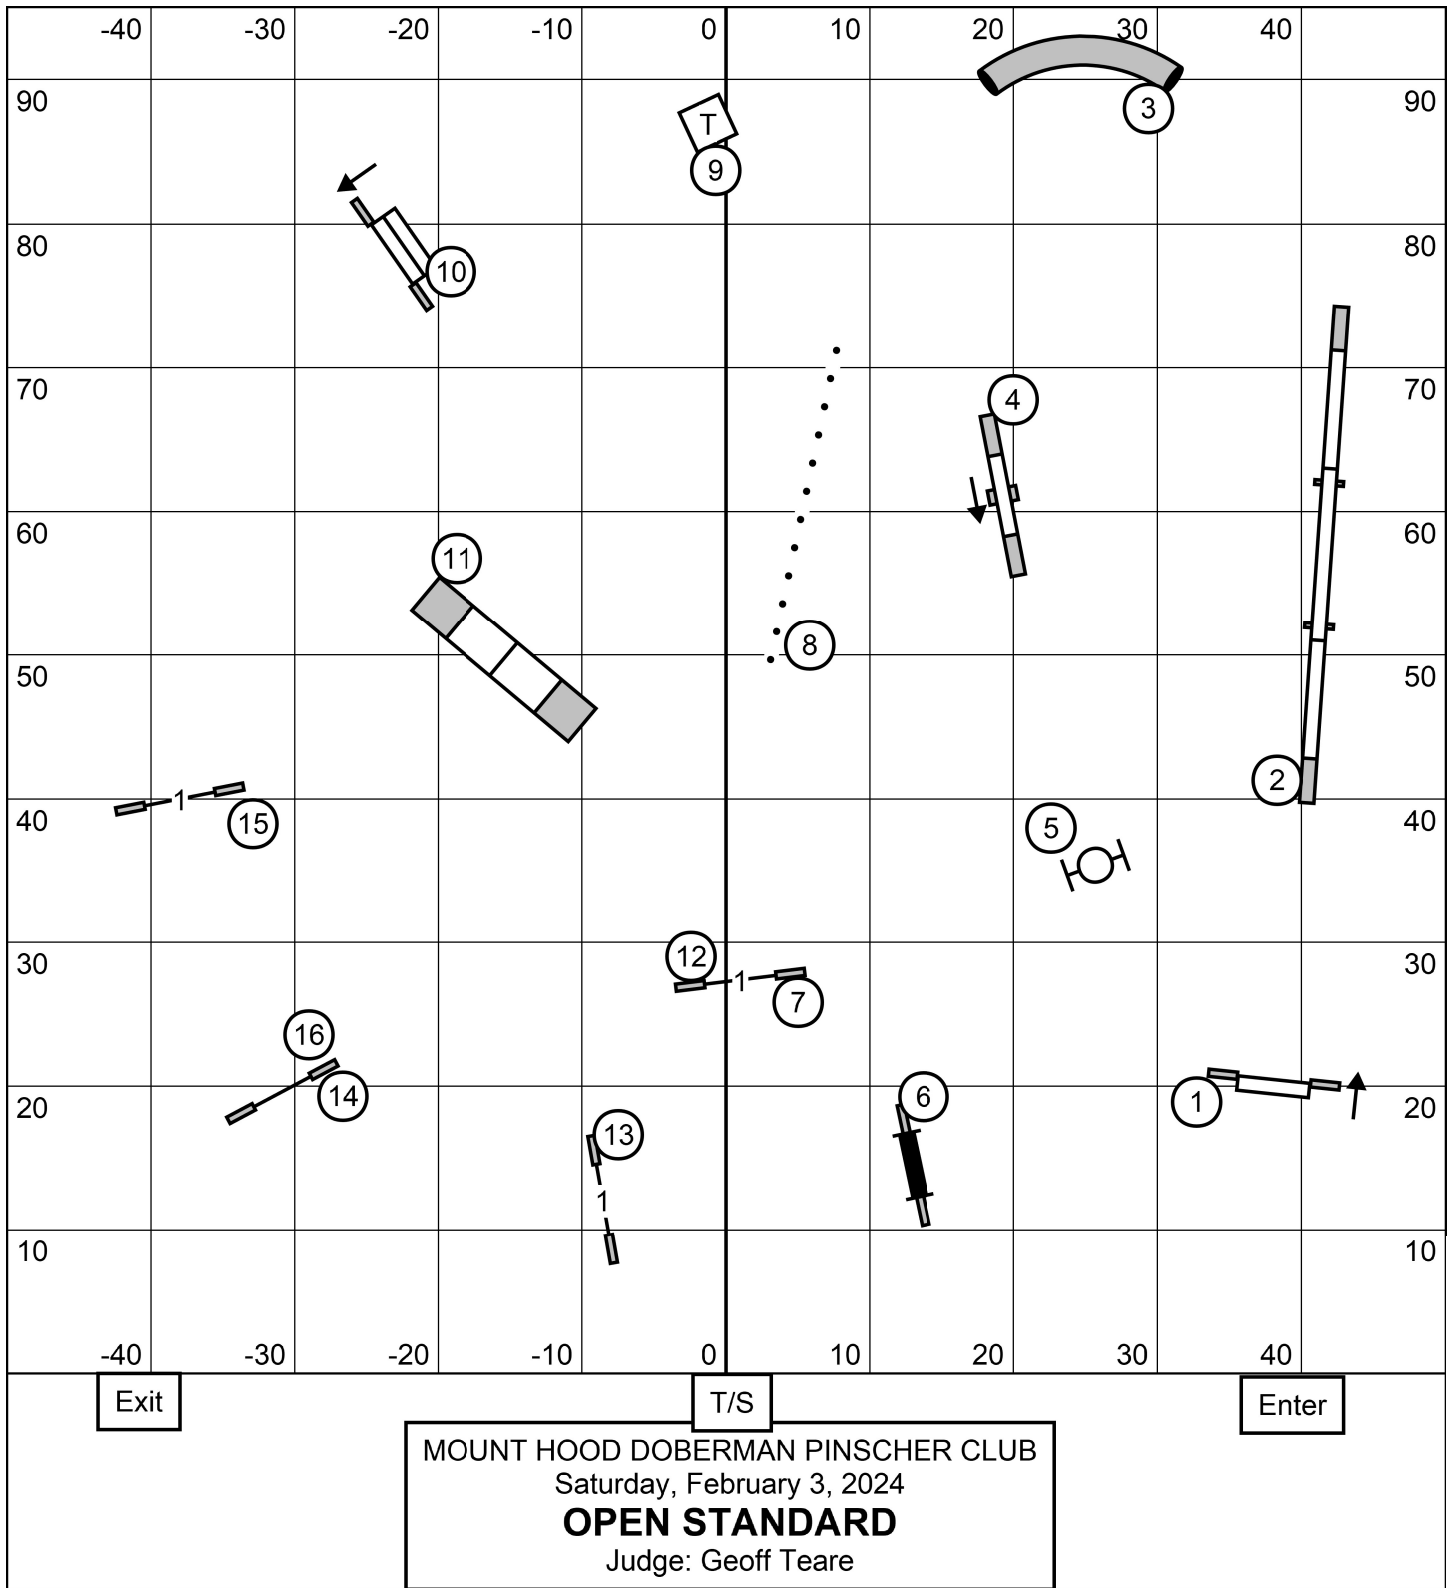 -40 -30 -20 -10 0 10 20 30 40
90 T 3 90
9
80 10 80
70 4 70
60 11 60
50 8 50
40 1 15 5 2 40
30 12 1 7 30
20 16 14 13 6 1 20
1
10 10
-40 -30 -20 -10 0 10 20 30 40
Exit T/S Enter
MOUNT HOOD DOBERMAN PINSCHER CLUB
Saturday, February 3, 2024
OPEN STANDARD
Judge: Geoff Teare